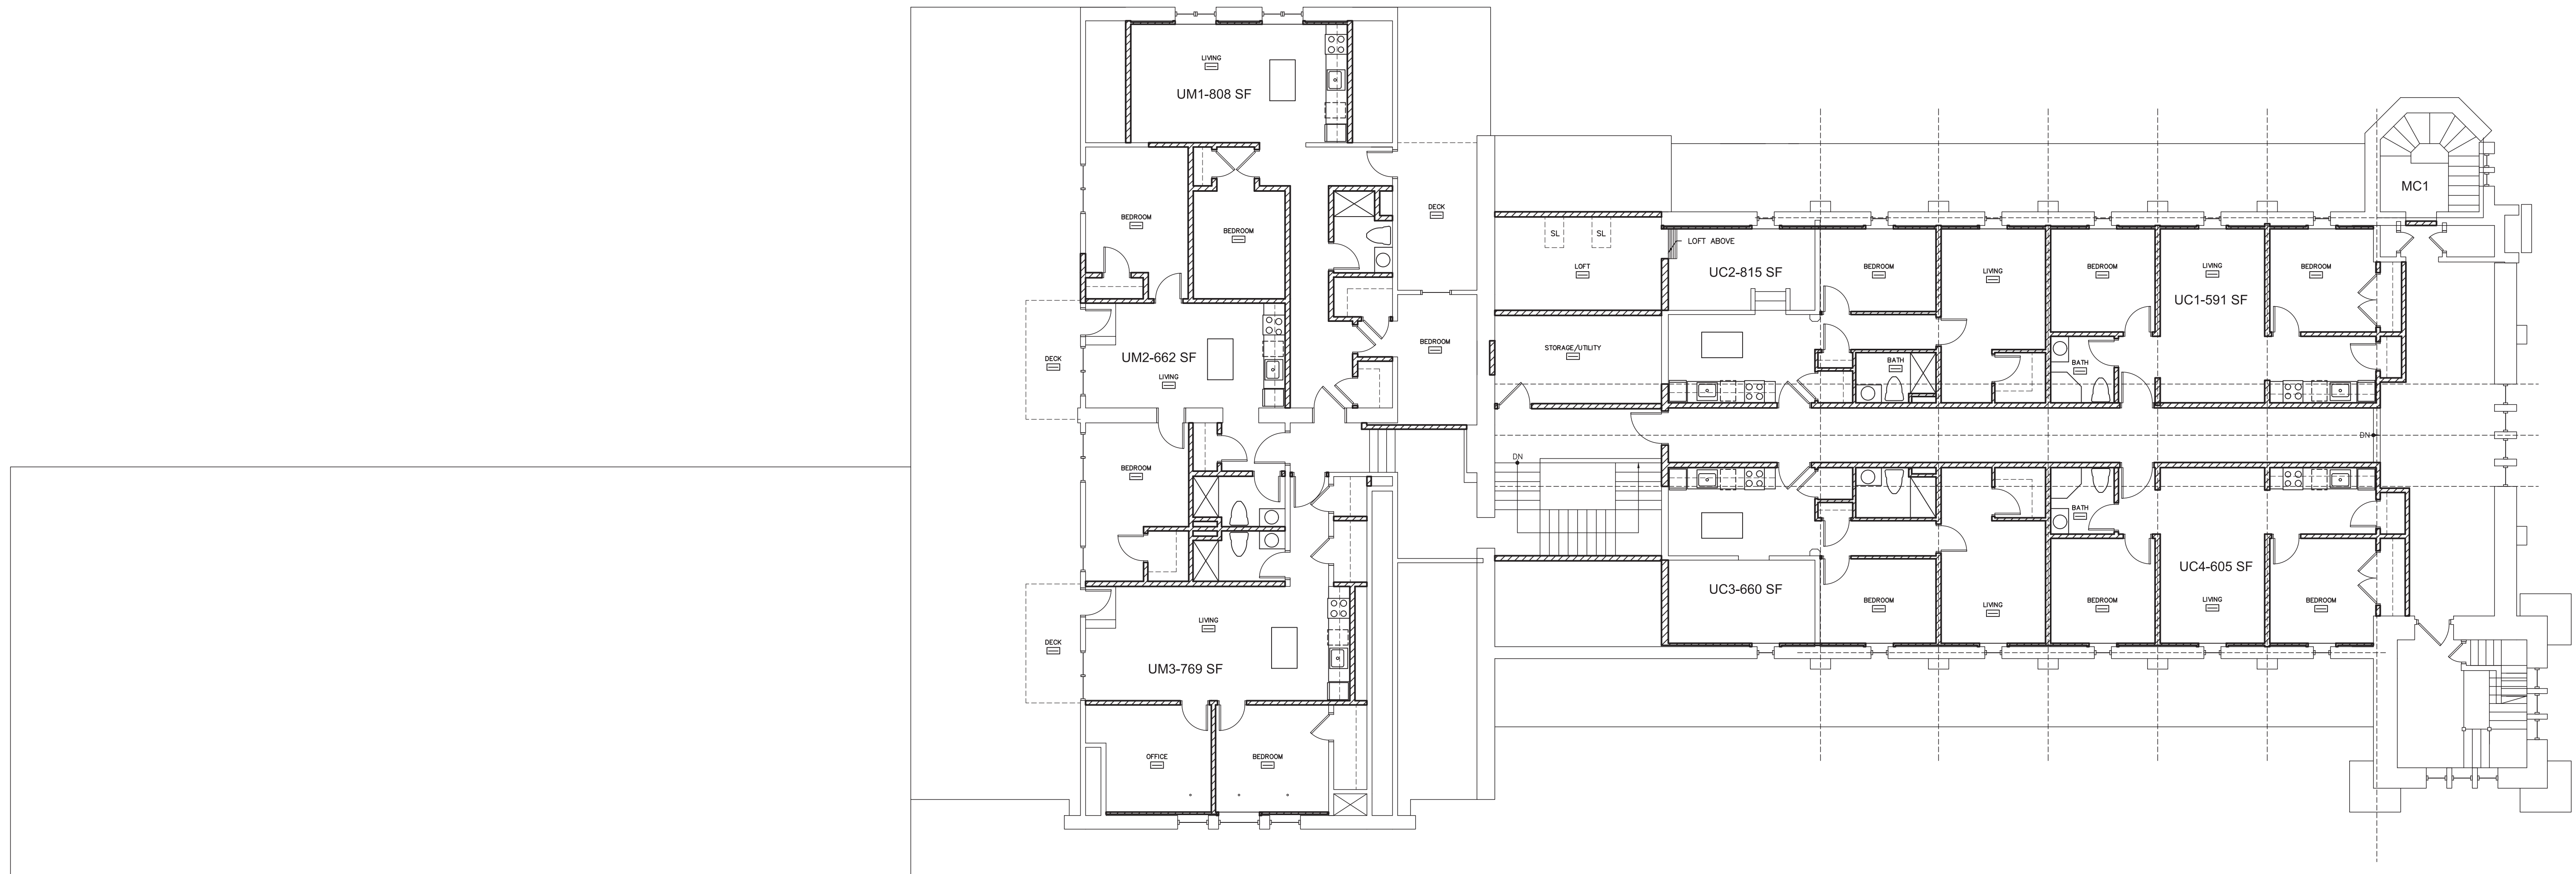 LIVING
UM1-808 SF
BEDROOM
BEDROOM
DECK
DECK
UM2-662 SF
LIVING
BEDROOM
BEDROOM
DECK
LIVING
UM3-769 SF
OFFICE
BEDROOM
SL
SL
LOFT
LOFT ABOVE
STORAGE/UTILITY
UC2-815 SF
BEDROOM
LIVING
BATH
BEDROOM
BATH
LIVING
UC1-591 SF
BEDROOM
MC1
DN
DN
UC3-660 SF
BEDROOM
LIVING
BATH
BEDROOM
UC4-605 SF
LIVING
BEDROOM